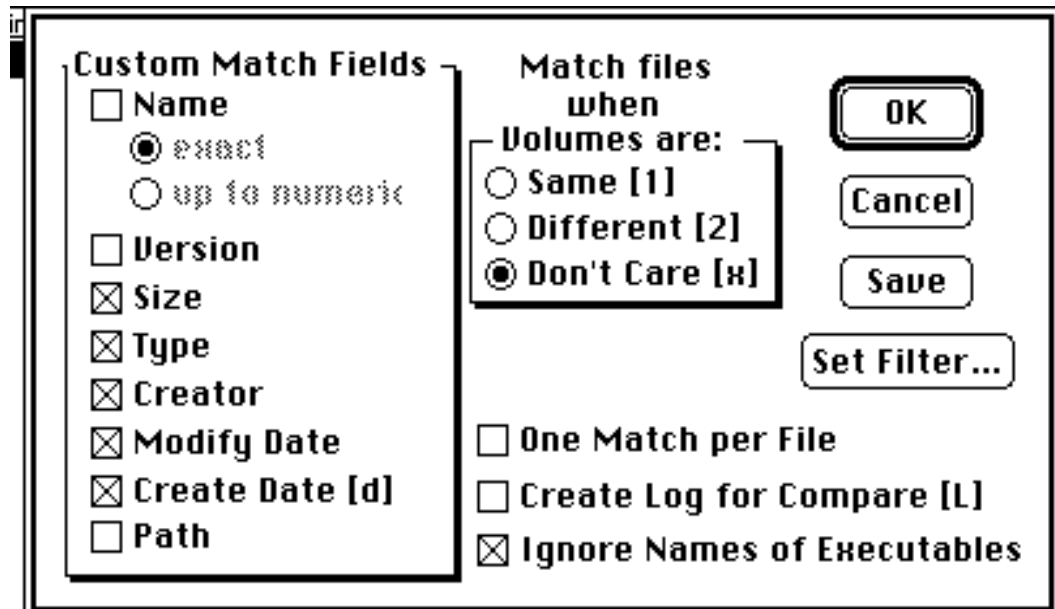 Custom Match Fields
Name
exact
up to numeric
Version
Size
Type
Creator
Modify Date
Create Date [d]
Path
Match files
when
Volumes are:
Same [1]
Different [2]
Don't Care [x]
OK
Cancel
Save
Set Filter...
One Match per File
Create Log for Compare [L]
Ignore Names of Executables